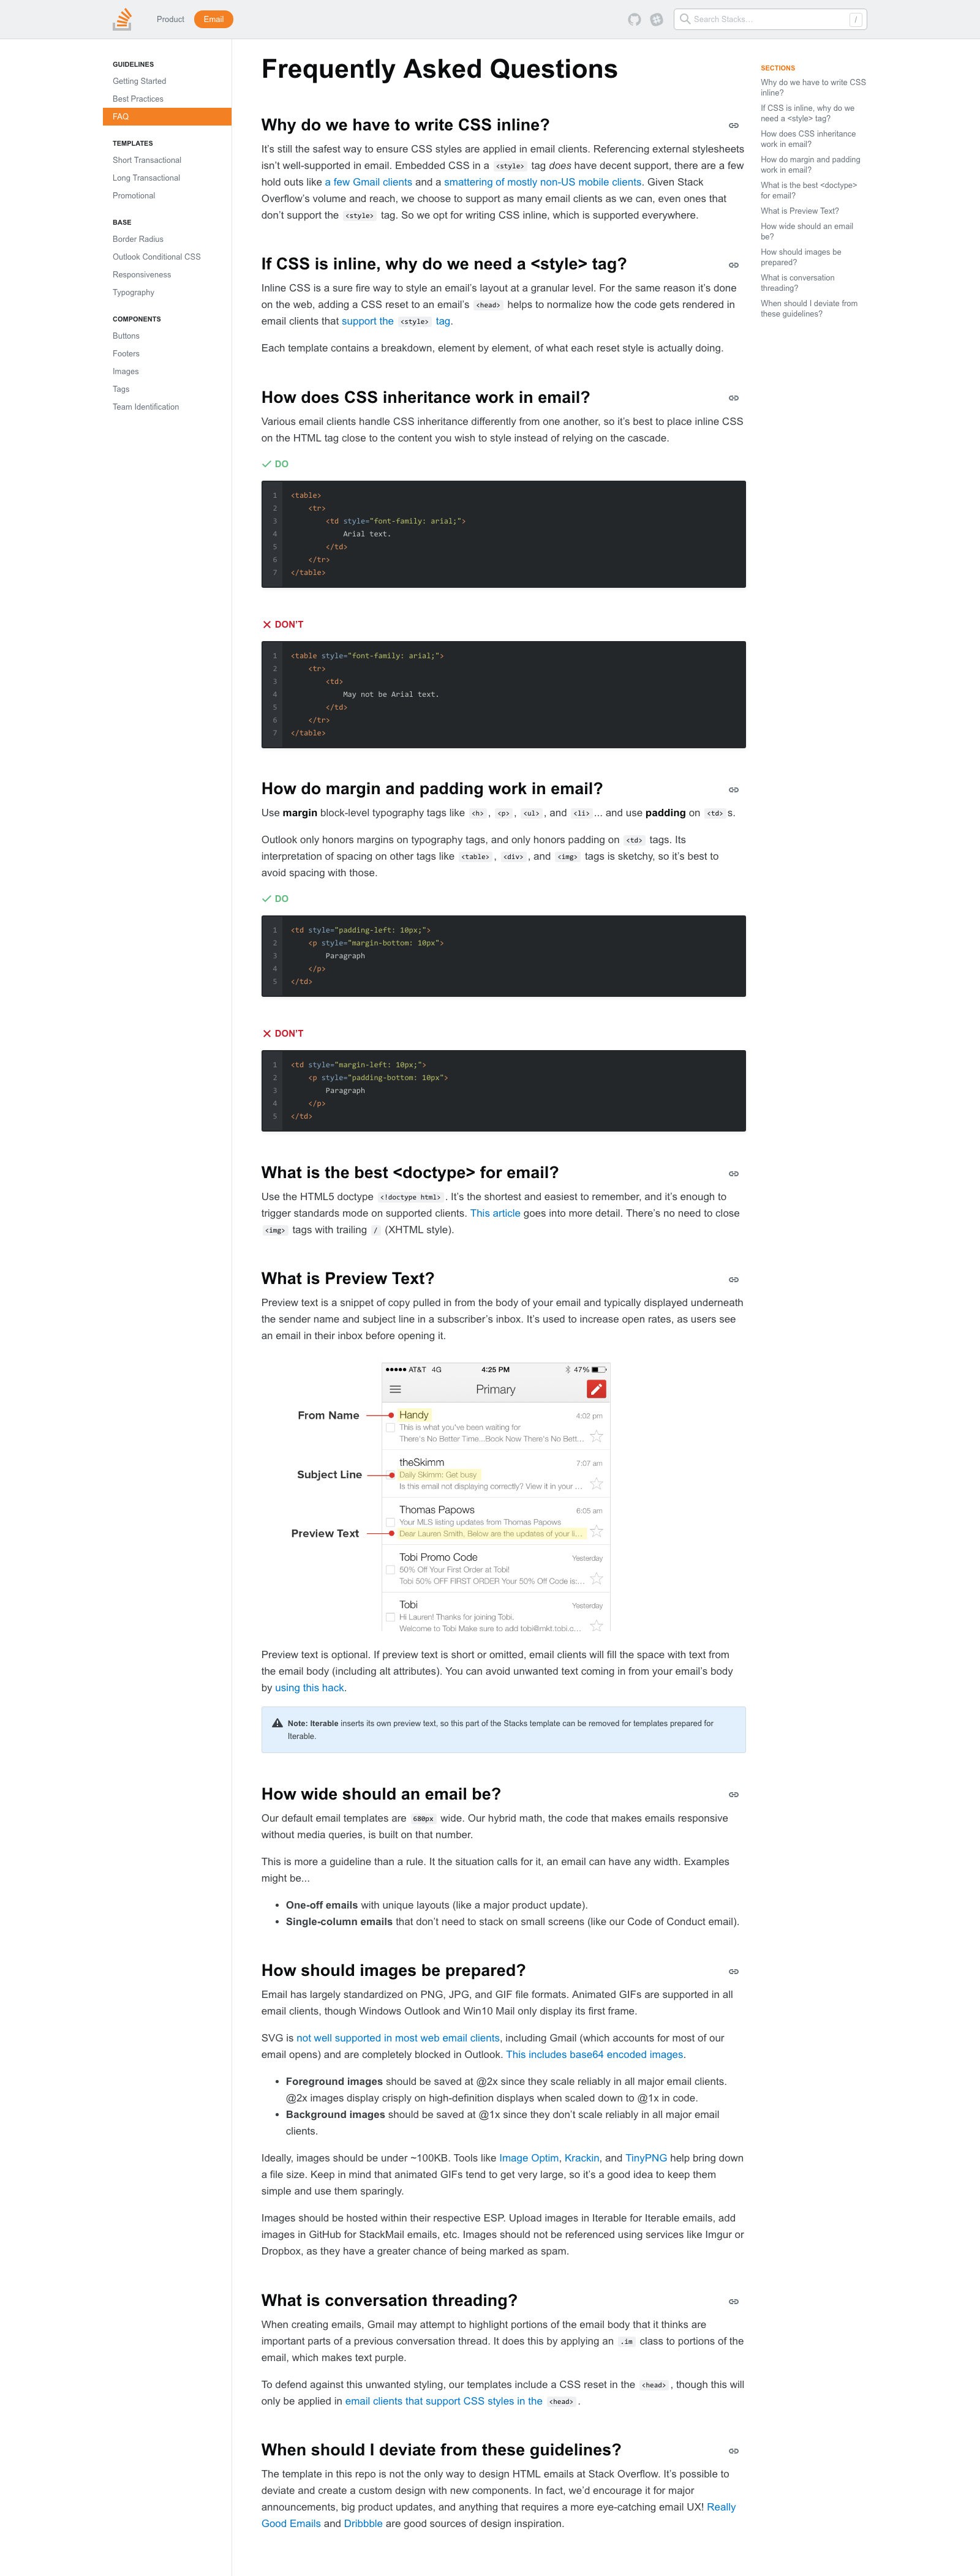 Product
Email
Search Stacks…
/
GUIDELINES
Getting Started
Best Practices
FAQ
TEMPLATES
Short Transactional
Long Transactional
Promotional
BASE
Border Radius
Outlook Conditional CSS
Responsiveness
Typography
COMPONENTS
Buttons
Footers
Images
Tags
Team Identification
Frequently Asked Questions
Why do we have to write CSS inline?
It’s still the safest way to ensure CSS styles are applied in email clients. Referencing external stylesheets
isn’t well-supported in email. Embedded CSS in a <style> tag does have decent support, there are a few
hold outs like a few Gmail clients and a smattering of mostly non-US mobile clients. Given Stack
Overflow’s volume and reach, we choose to support as many email clients as we can, even ones that
don’t support the <style> tag. So we opt for writing CSS inline, which is supported everywhere.
If CSS is inline, why do we need a <style> tag?
Inline CSS is a sure fire way to style an email’s layout at a granular level. For the same reason it’s done
on the web, adding a CSS reset to an email’s <head> helps to normalize how the code gets rendered in
email clients that support the <style> tag.
Each template contains a breakdown, element by element, of what each reset style is actually doing.
How does CSS inheritance work in email?
Various email clients handle CSS inheritance differently from one another, so it’s best to place inline CSS
on the HTML tag close to the content you wish to style instead of relying on the cascade.
DO
1 <table>
2 <tr>
3 <td style="font-family: arial;">
4 Arial text.
5 </td>
6 </tr>
7 </table>
DON’T
1 <table style="font-family: arial;">
2 <tr>
3 <td>
4 May not be Arial text.
5 </td>
6 </tr>
7 </table>
How do margin and padding work in email?
Use margin block-level typography tags like <h>, <p>, <ul>, and <li>... and use padding on <td>s.
Outlook only honors margins on typography tags, and only honors padding on <td> tags. Its
interpretation of spacing on other tags like <table>, <div>, and <img> tags is sketchy, so it’s best to
avoid spacing with those.
DO
1 <td style="padding-left: 10px;">
2 <p style="margin-bottom: 10px">
3 Paragraph
4 </p>
5 </td>
DON’T
1 <td style="margin-left: 10px;">
2 <p style="padding-bottom: 10px">
3 Paragraph
4 </p>
5 </td>
What is the best <doctype> for email?
Use the HTML5 doctype <!doctype html>. It’s the shortest and easiest to remember, and it’s enough to
trigger standards mode on supported clients. This article goes into more detail. There’s no need to close
<img> tags with trailing / (XHTML style).
What is Preview Text?
Preview text is a snippet of copy pulled in from the body of your email and typically displayed underneath
the sender name and subject line in a subscriber’s inbox. It’s used to increase open rates, as users see
an email in their inbox before opening it.
AT&T 4G 4:25 PM 47%
Primary
From Name
Handy 4:02 pm
This is what you've been waiting for
There's No Better Time...Book Now There's No Bett...
theSkimm 7:07 am
Subject Line
Daily Skimm: Get busy
Is this email not displaying correctly? View it in your ...
Thomas Papows 6:05 am
Your MLS listing updates from Thomas Papows
Preview Text
Dear Lauren Smith, Below are the updates of your li...
Tobi Promo Code Yesterday
50% Off Your First Order at Tobi!
Tobi 50% OFF FIRST ORDER Your 50% Off Code is:...
Tobi Yesterday
Hi Lauren! Thanks for joining Tobi.
Welcome to Tobi Make sure to add tobi@mkt.tobi.c...
Preview text is optional. If preview text is short or omitted, email clients will fill the space with text from
the email body (including alt attributes). You can avoid unwanted text coming in from your email’s body
by using this hack.
Note: Iterable inserts its own preview text, so this part of the Stacks template can be removed for templates prepared for
Iterable.
How wide should an email be?
Our default email templates are 680px wide. Our hybrid math, the code that makes emails responsive
without media queries, is built on that number.
This is more a guideline than a rule. It the situation calls for it, an email can have any width. Examples
might be...
• One-off emails with unique layouts (like a major product update).
• Single-column emails that don’t need to stack on small screens (like our Code of Conduct email).
How should images be prepared?
Email has largely standardized on PNG, JPG, and GIF file formats. Animated GIFs are supported in all
email clients, though Windows Outlook and Win10 Mail only display its first frame.
SVG is not well supported in most web email clients, including Gmail (which accounts for most of our
email opens) and are completely blocked in Outlook. This includes base64 encoded images.
• Foreground images should be saved at @2x since they scale reliably in all major email clients.
@2x images display crisply on high-definition displays when scaled down to @1x in code.
• Background images should be saved at @1x since they don’t scale reliably in all major email
clients.
Ideally, images should be under ~100KB. Tools like Image Optim, Krackin, and TinyPNG help bring down
a file size. Keep in mind that animated GIFs tend to get very large, so it’s a good idea to keep them
simple and use them sparingly.
Images should be hosted within their respective ESP. Upload images in Iterable for Iterable emails, add
images in GitHub for StackMail emails, etc. Images should not be referenced using services like Imgur or
Dropbox, as they have a greater chance of being marked as spam.
What is conversation threading?
When creating emails, Gmail may attempt to highlight portions of the email body that it thinks are
important parts of a previous conversation thread. It does this by applying an .im class to portions of the
email, which makes text purple.
To defend against this unwanted styling, our templates include a CSS reset in the <head>, though this will
only be applied in email clients that support CSS styles in the <head>.
When should I deviate from these guidelines?
The template in this repo is not the only way to design HTML emails at Stack Overflow. It’s possible to
deviate and create a custom design with new components. In fact, we’d encourage it for major
announcements, big product updates, and anything that requires a more eye-catching email UX! Really
Good Emails and Dribbble are good sources of design inspiration.
SECTIONS
Why do we have to write CSS
inline?
If CSS is inline, why do we
need a <style> tag?
How does CSS inheritance
work in email?
How do margin and padding
work in email?
What is the best <doctype>
for email?
What is Preview Text?
How wide should an email
be?
How should images be
prepared?
What is conversation
threading?
When should I deviate from
these guidelines?